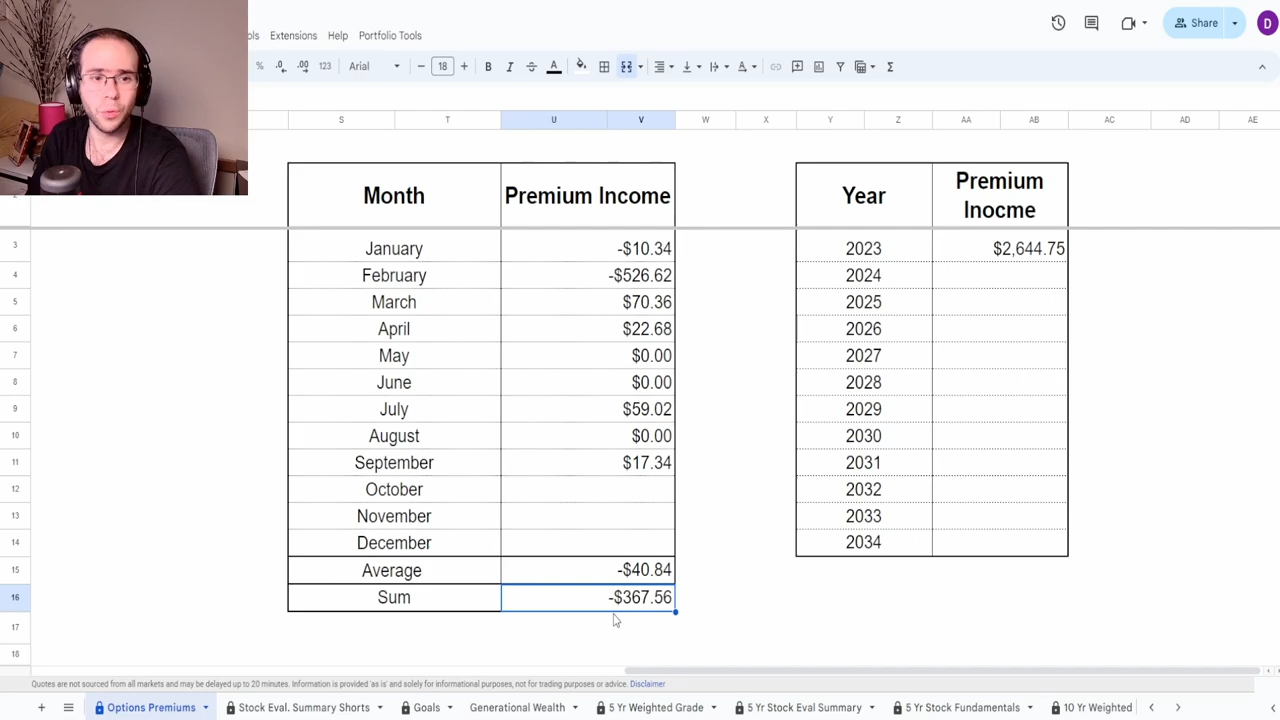 ols Extensions Help Portfolio Tools
Share D
% .0 .00 123 Arial 18 B I A
S T U V W X Y Z AA AB AC AD AE
Month Premium Income
Year Premium
Inocme
2
3 January -$10.34 2023 $2,644.75
4 February -$526.62 2024
5 March $70.36 2025
6 April $22.68 2026
7 May $0.00 2027
8 June $0.00 2028
9 July $59.02 2029
10 August $0.00 2030
11 September $17.34 2031
12 October 2032
13 November 2033
14 December 2034
15 Average -$40.84
16 Sum -$367.56
17
18
Quotes are not sourced from all markets and may be delayed up to 20 minutes. Information is provided 'as is' and solely for informational purposes, not for trading purposes or advice. Disclaimer
Options Premiums Stock Eval. Summary Shorts Goals Generational Wealth 5 Yr Weighted Grade 5 Yr Stock Eval Summary 5 Yr Stock Fundamentals 10 Yr Weighted